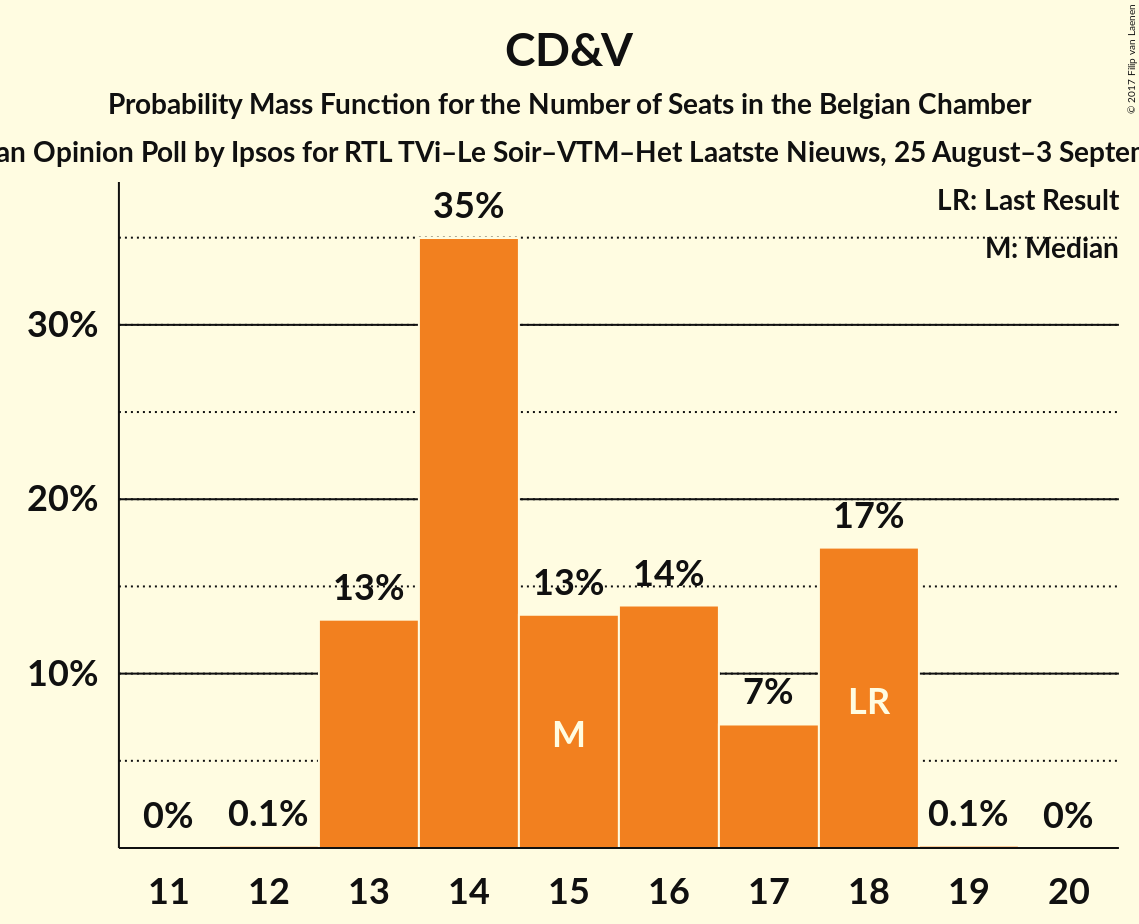 CD&V
Probability Mass Function for the Number of Seats in the Belgian Chamber
an Opinion Poll by Ipsos for RTL TVi–Le Soir–VTM–Het Laatste Nieuws, 25 August–3
© 2017 Filip van Laenen
LR: Last Result
M: Median
35%
30%
20%
17%
13%
13%
14%
10%
7%
LR
M
0%
0.1%
0.1%
0%
11 12 13 14 15 16 17 18 19 20